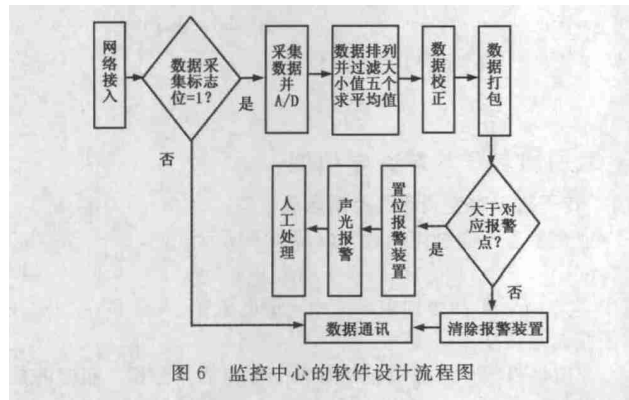 网络接入
数据采
集标志
位=1？
是
否
采集
数据
并
A/D
数据排列
并过滤大
小值五个
求平均值
数据校正
数据打包
大于对
应报警
点？
是
否
置位报警装置
声光报警
人工处理
清除报警装置
数据通讯
图 6 监控中心的软件设计流程图